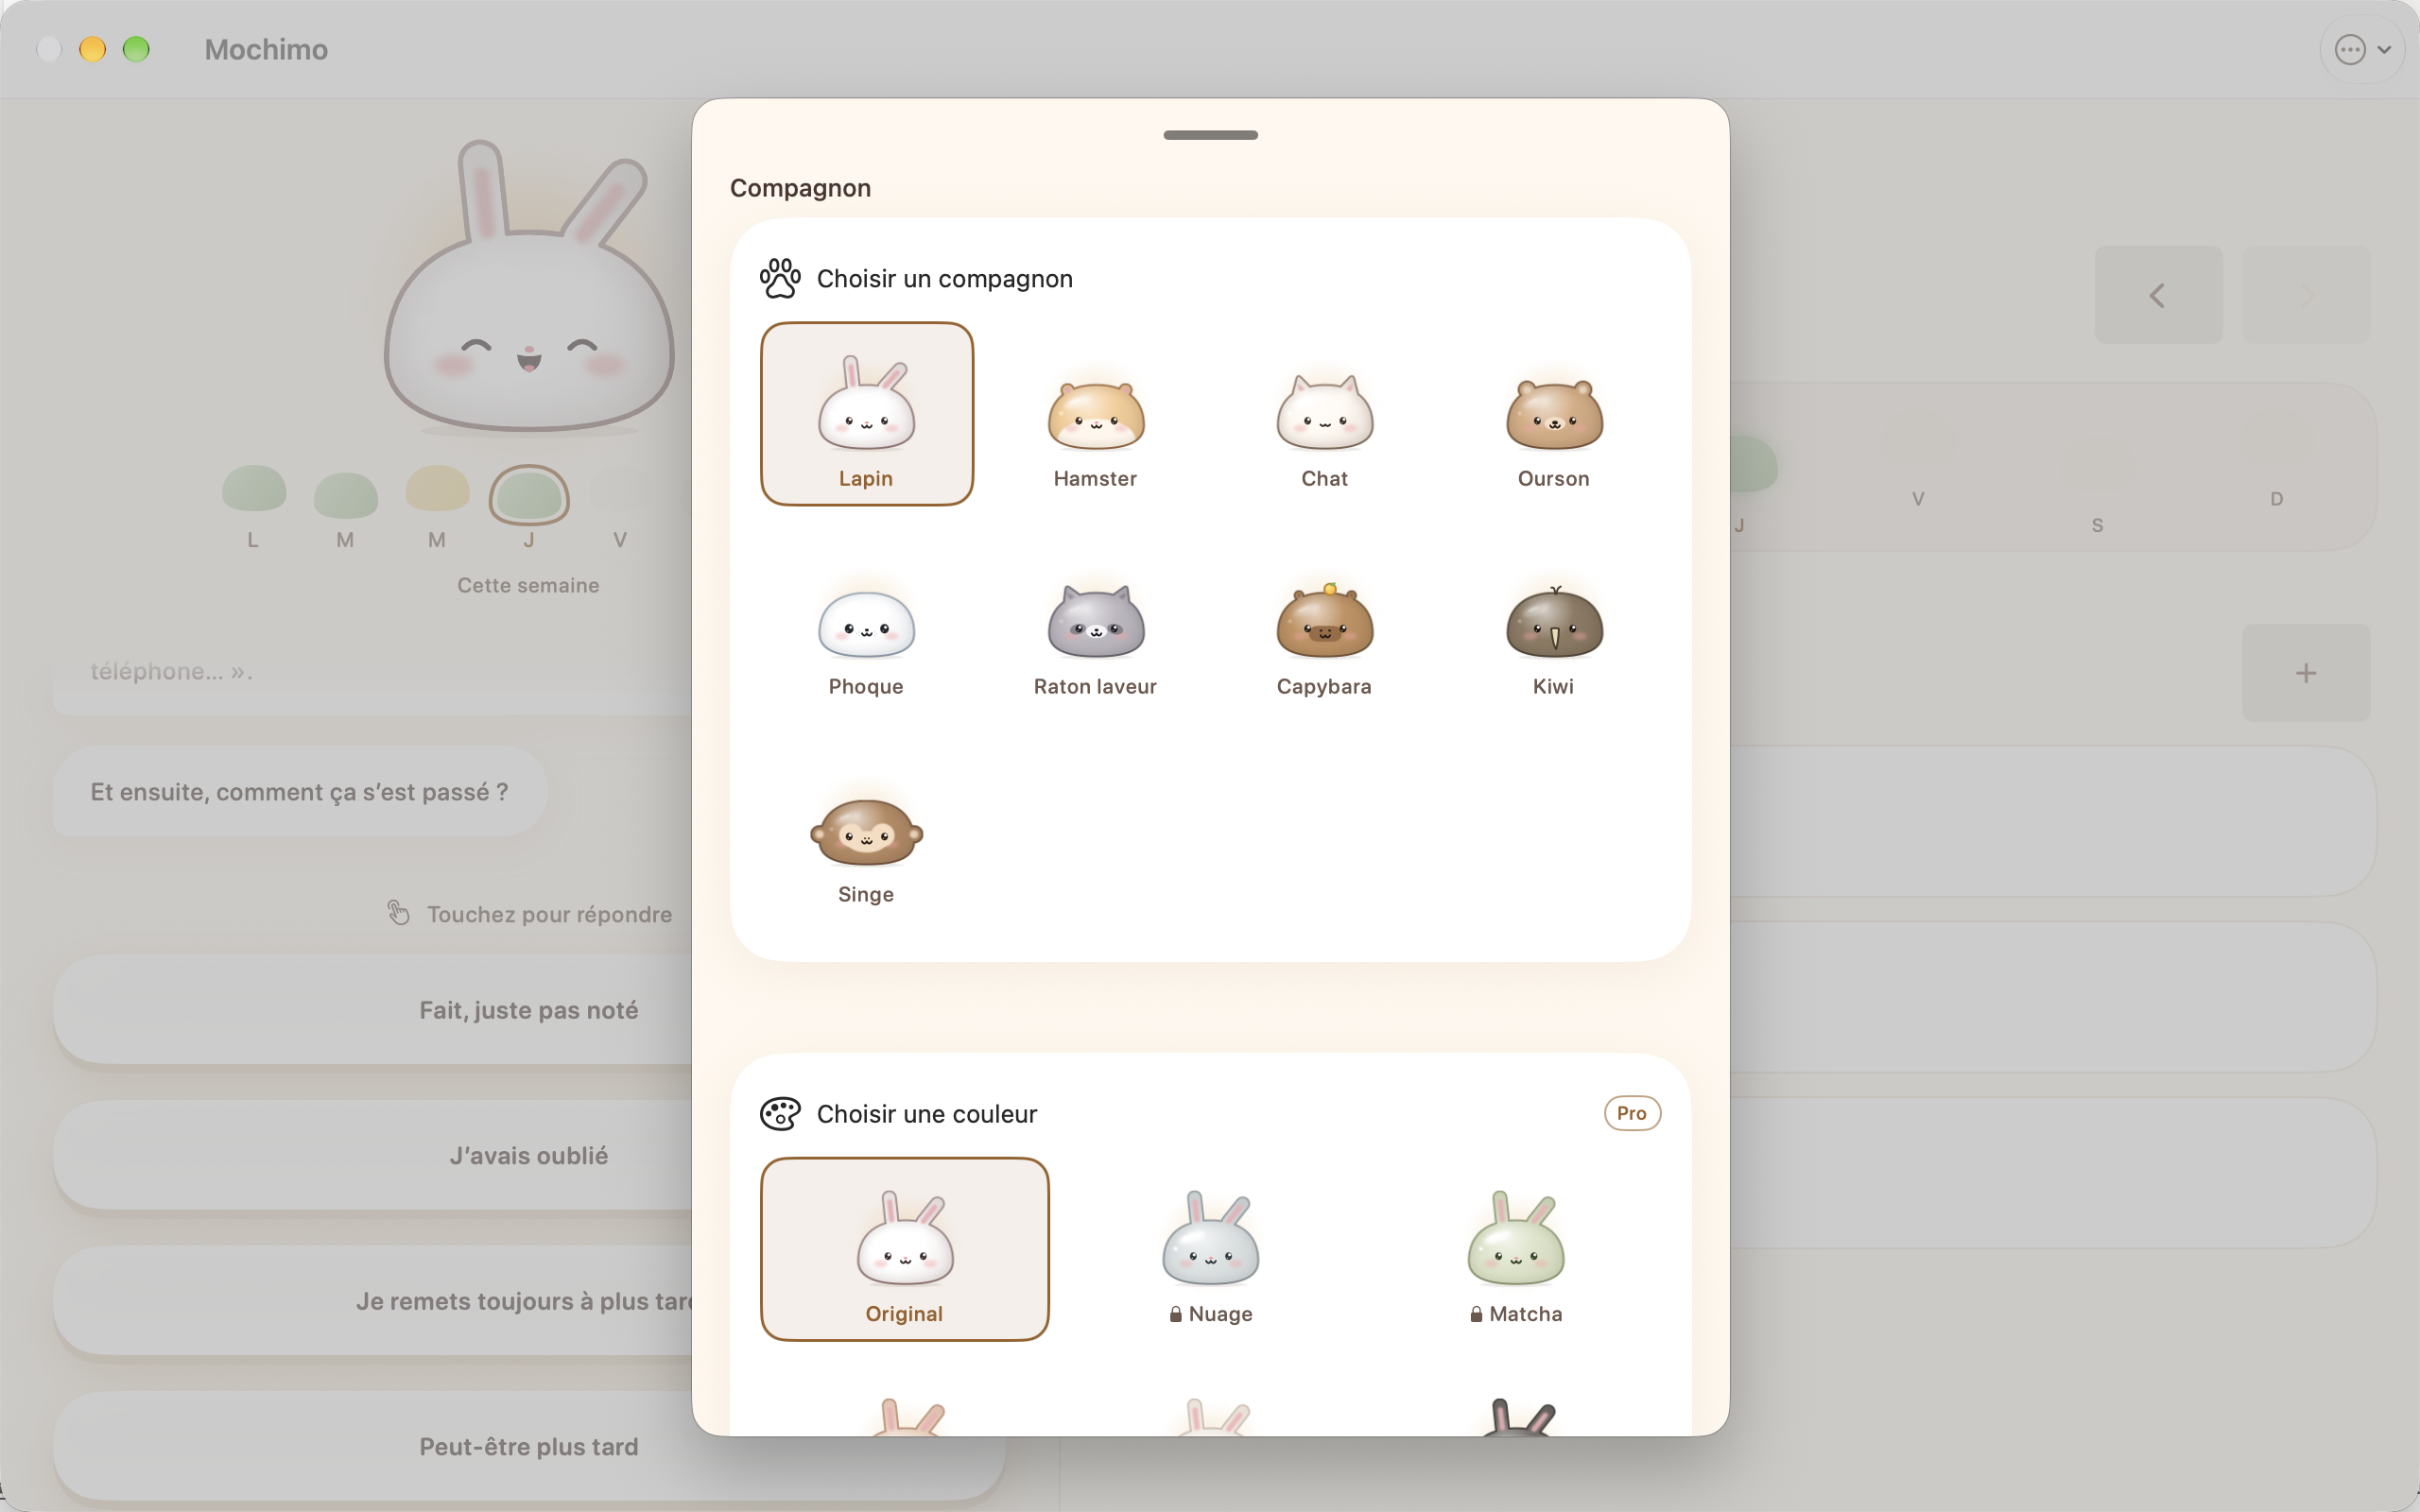 Mochimo
L M M J V
Cette semaine
téléphone… ».
Et ensuite, comment ça s’est passé ?
Touchez pour répondre
Fait, juste pas noté
J’avais oublié
Je remets toujours à plus tard
Peut-être plus tard
Compagnon
Choisir un compagnon
Lapin
Hamster
Chat
Ourson
Phoque
Raton laveur
Capybara
Kiwi
Singe
Choisir une couleur
Pro
Original
Nuage
Matcha
J V S D